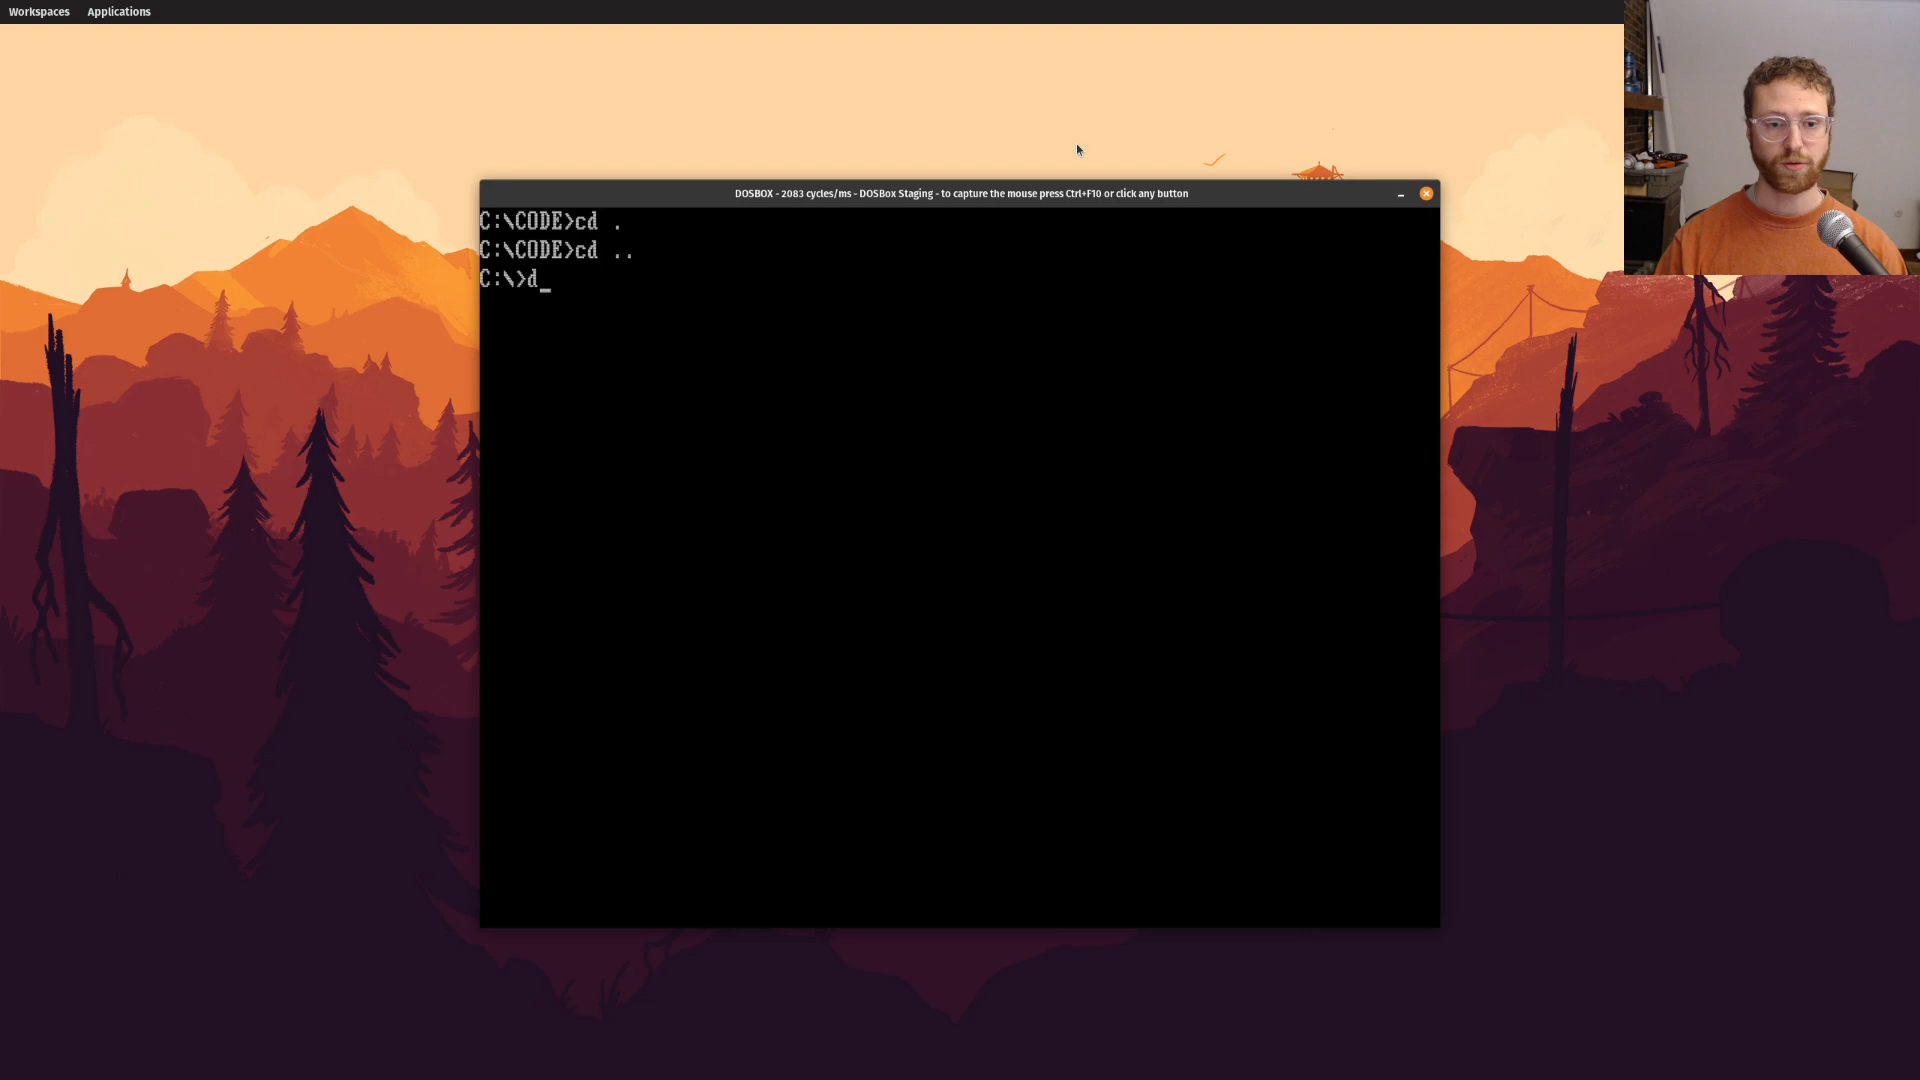 Workspaces Applications
DOSBOX - 2083 cycles/ms - DOSBox Staging - to capture the mouse press Ctrl+F10 or click any button
C:\CODE>cd .
C:\CODE>cd ..
C:\>d_